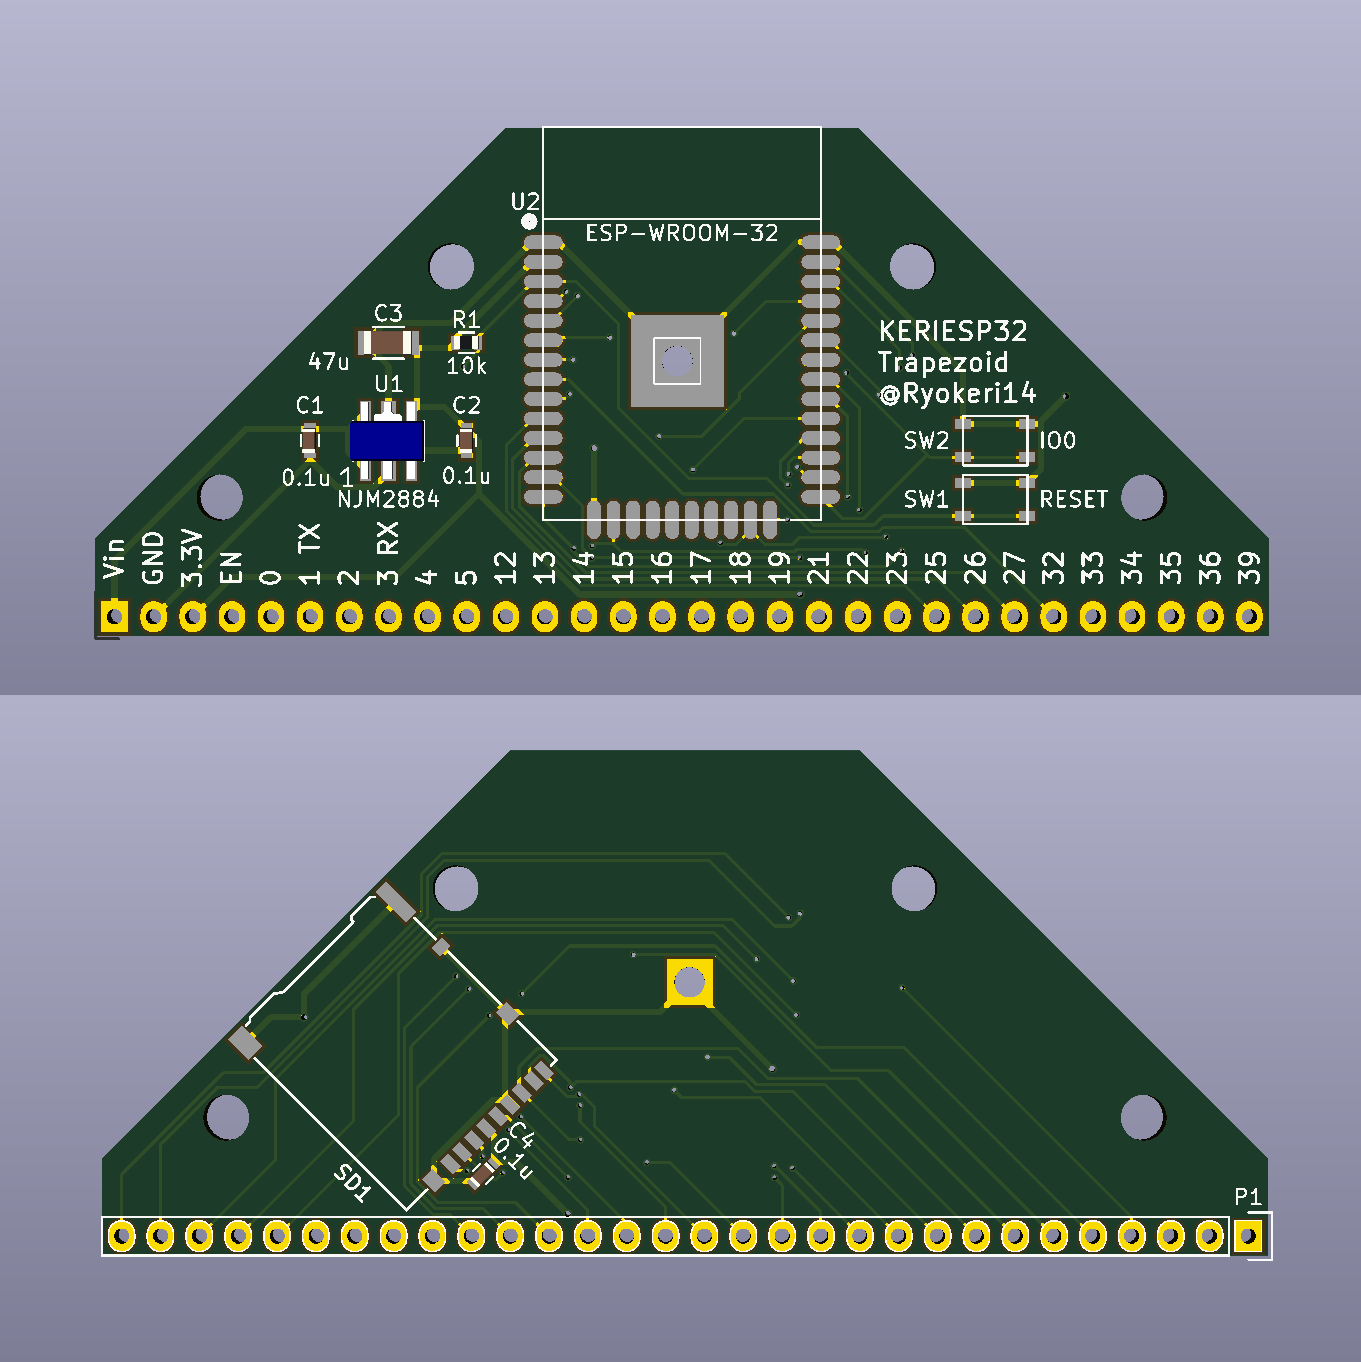 U2
ESP-WROOM-32
C3
R1
47u
10k
U1
C1
C2
0.1u
1
0.1u
NJM2884
KERIESP32
Trapezoid
@Ryokeri14
SW2
IO0
SW1
RESET
TX
RX
Vin
GND
3.3V
EN
0
1
2
3
4
5
12
13
14
15
16
17
18
19
21
22
23
25
26
27
32
33
34
35
36
39
C4
0.1u
SD1
P1